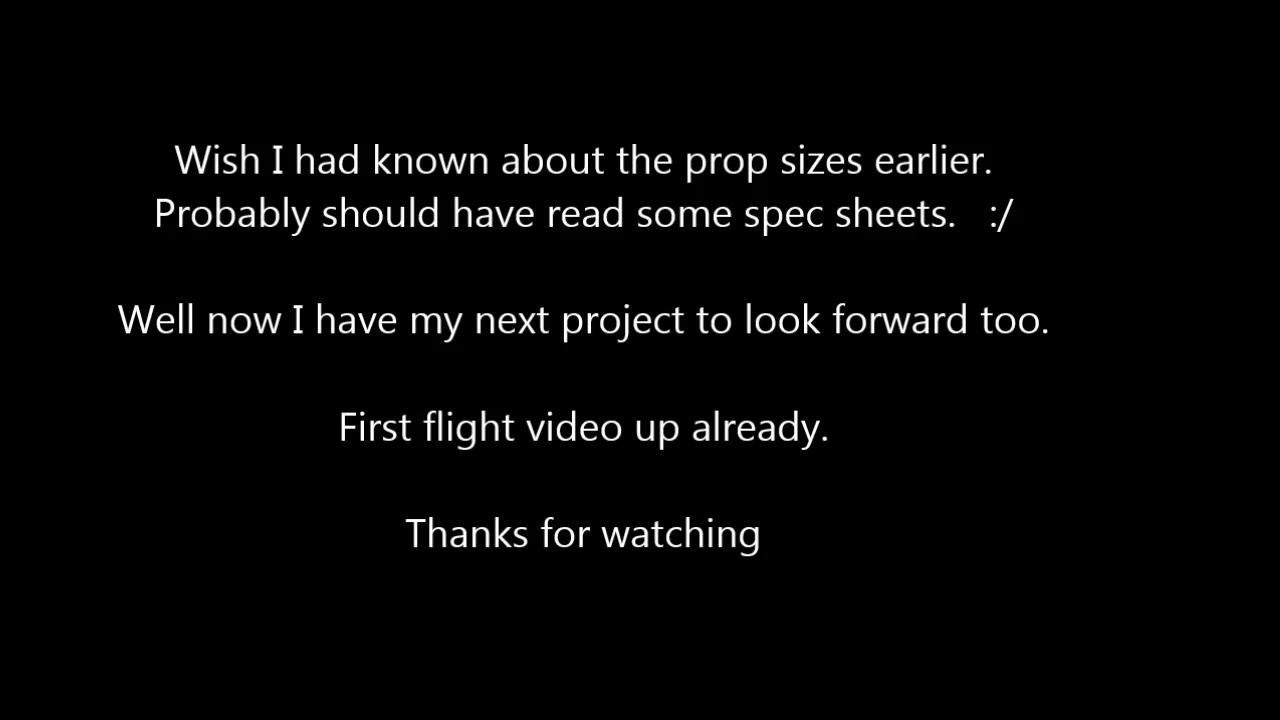 Wish I had known about the prop sizes earlier.
Probably should have read some spec sheets.   :/
Well now I have my next project to look forward too.
First flight video up already.
Thanks for watching